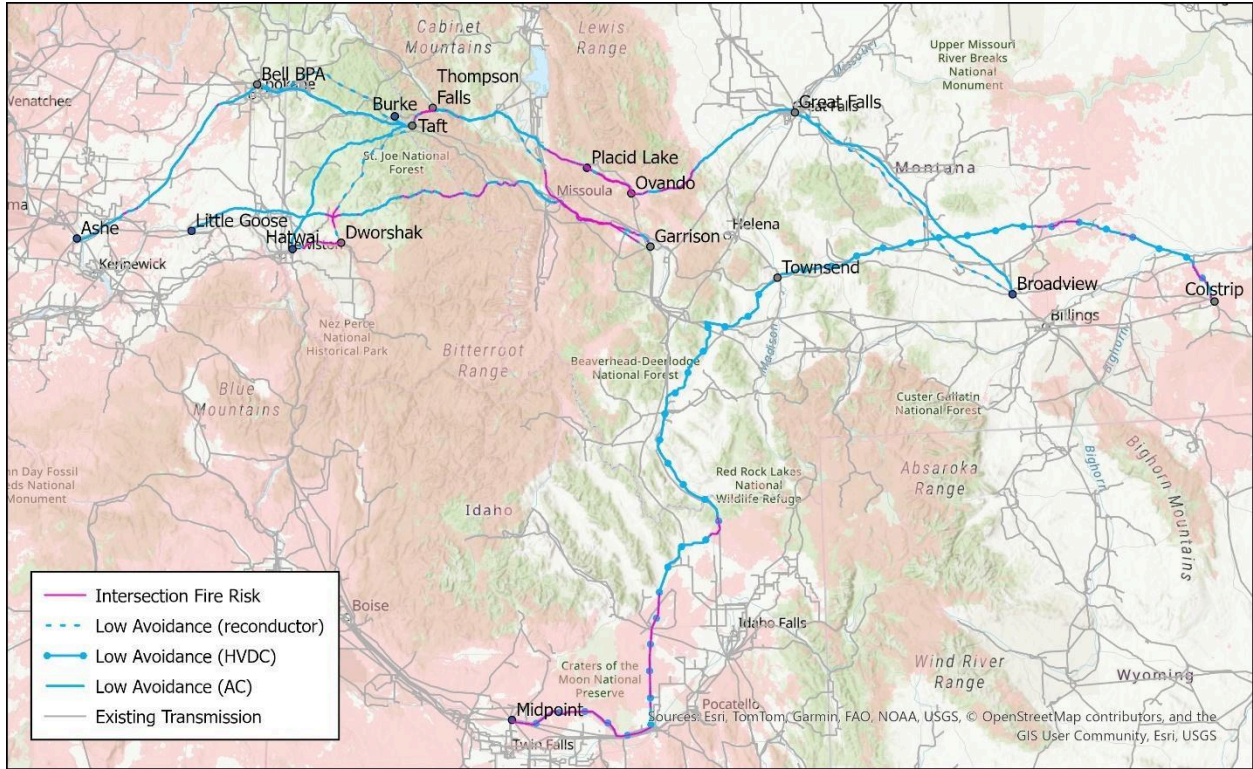 Cabinet
Mountains
Lewis
Range
Missouri
Upper Missouri
River Breaks
National
Monument
Bell BPA
Spokane
Wenatchee
Thompson
Falls
Burke
Taft
Great Falls
St. Joe National
Forest
Placid Lake
Missoula
Ovando
Montana
Ashe
Kennewick
Little Goose
Hatwai
Lewiston
Dworshak
Garrison
Helena
Townsend
Broadview
Billings
Colstrip
Bighorn
Nez Perce
National
Historical Park
Bitterroot
Range
Beaverhead-Deerlodge
National Forest
Madison
Blue
Mountains
Custer Gallatin
National Forest
Bighorn
Bighorn Mountains
Monument
Red Rock Lakes
National
Wildlife Refuge
Absaroka
Range
Idaho
Boise
Idaho Falls
Craters of the
Moon National
Preserve
Wind River
Range
Wyoming
Midpoint
Twin Falls
Pocatello
Intersection Fire Risk
Low Avoidance (reconductor)
Low Avoidance (HVDC)
Low Avoidance (AC)
Existing Transmission
Sources: Esri, TomTom, Garmin, FAO, NOAA, USGS, © OpenStreetMap contributors, and the
GIS User Community, Esri, USGS